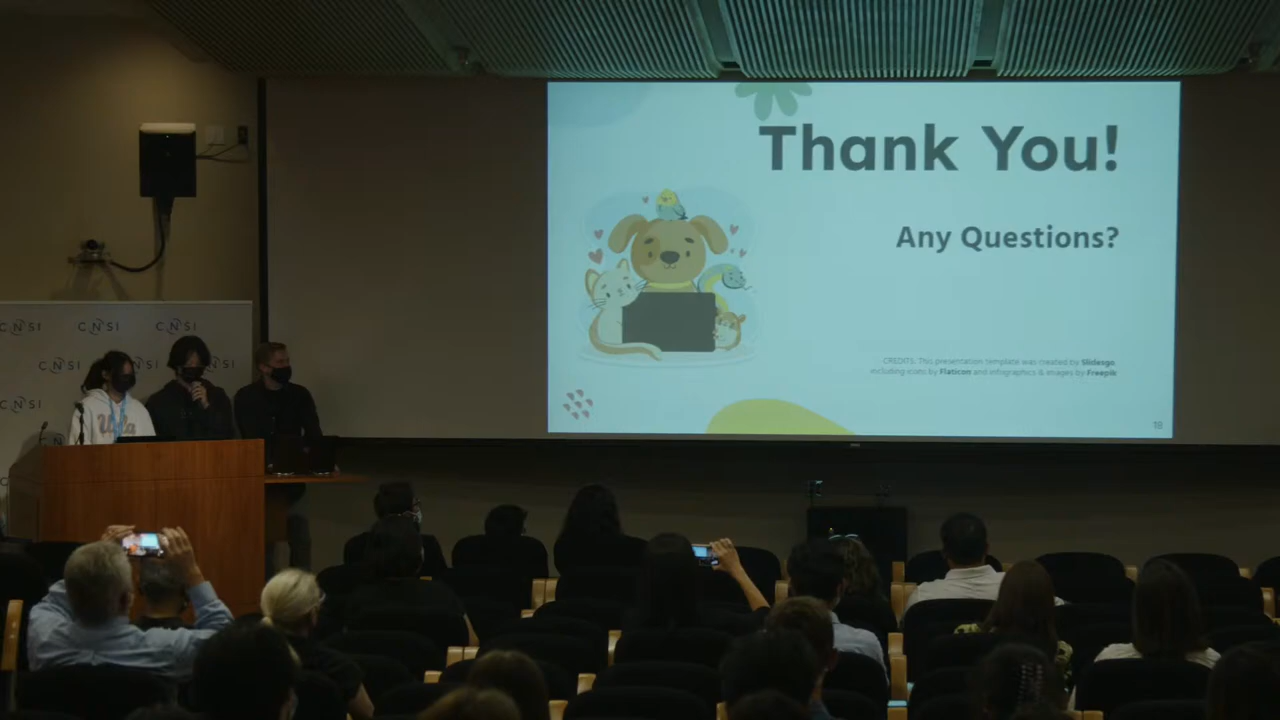 Thank You!
Any Questions?
CREDITS: This presentation template was created by Slidesgo,
including icons by Flaticon and infographics & images by Freepik
18
CNSI CNSI CNSI
CNSI CNSI CNSI
CNSI
Ucla